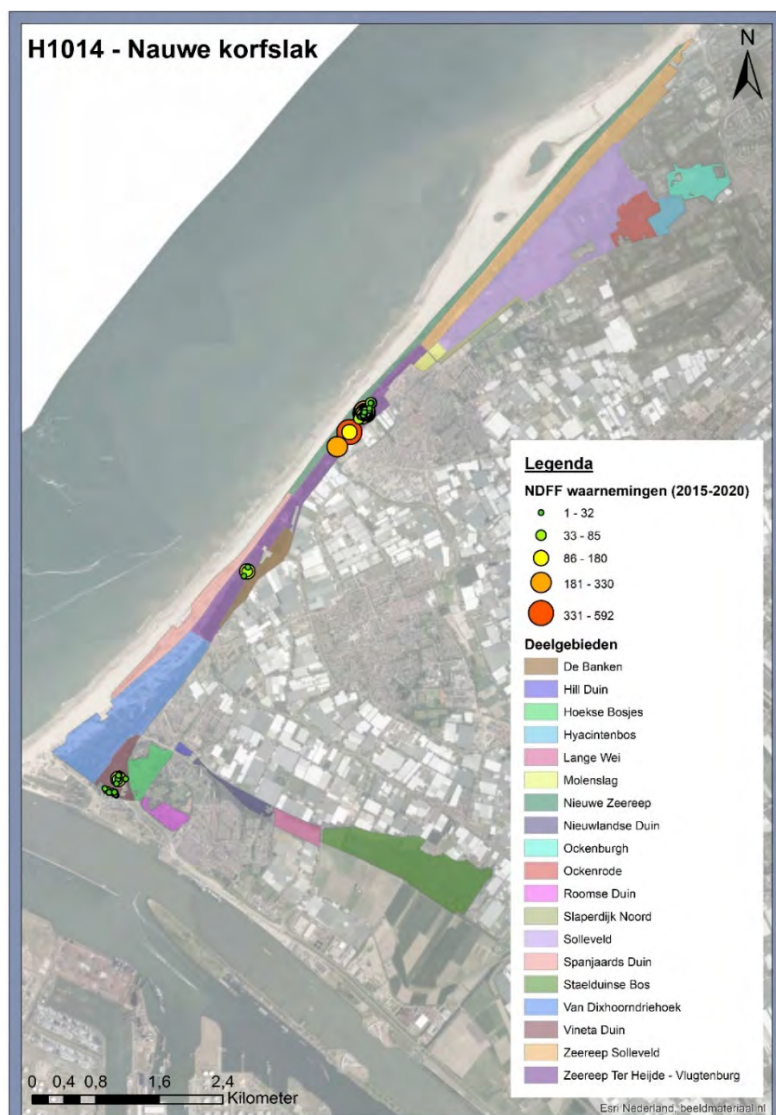 H1014 - Nauwe korfslak
N
Legenda
NDFF waarnemingen (2015-2020)
1 - 32
33 - 85
86 - 180
181 - 330
331 - 592
Deelgebieden
De Banken
Hill Duin
Hoekse Bosjes
Hyacintenbos
Lange Wei
Molenslag
Nieuwe Zeereep
Nieuwlandse Duin
Ockenburgh
Ockenrode
Roomse Duin
Slaperdijk Noord
Solleveld
Spanjaards Duin
Staelduinse Bos
Van Dixhoorndriehoek
Vineta Duin
Zeereep Solleveld
Zeereep Ter Heijde - Vlugtenburg
0 0,4 0,8 1,6 2,4
Kilometer
Esri Nederland, beeldmateriaal.nl